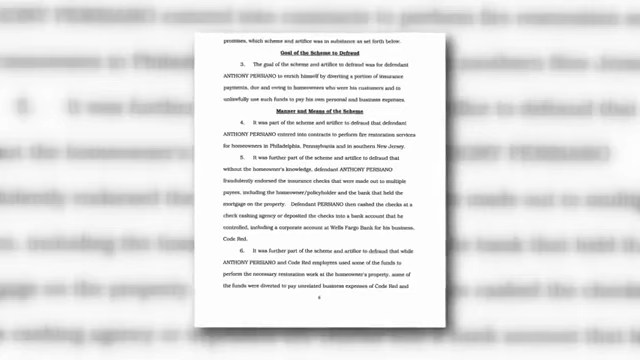 promises, which scheme and artifice was in substance as set forth below.
Goal of the Scheme to Defraud
3. The goal of the scheme and artifice to defraud was for defendant
ANTHONY PERSIANO to enrich himself by diverting a portion of insurance
payments, due and owing to homeowners who were his customers and to
unlawfully use such funds to pay his own personal and business expenses.
Manner and Means of the Scheme
4. It was part of the scheme and artifice to defraud that defendant
ANTHONY PERSIANO entered into contracts to perform fire restoration services
for homeowners in Philadelphia, Pennsylvania and in southern New Jersey.
5. It was further part of the scheme and artifice to defraud that
without the homeowner's knowledge, defendant ANTHONY PERSIANO
fraudulently endorsed the insurance checks that were made out to multiple
payees, including the homeowner/policyholder and the bank that held the
mortgage on the property. Defendant PERSIANO then cashed the checks at a
check cashing agency or deposited the checks into a bank account that he
controlled, including a corporate account at Wells Fargo Bank for his business,
Code Red.
6. It was further part of the scheme and artifice to defraud that while
ANTHONY PERSIANO and Code Red employees used some of the funds to
perform the necessary restoration work at the homeowner's property, some of
the funds were diverted to pay unrelated business expenses of Code Red and